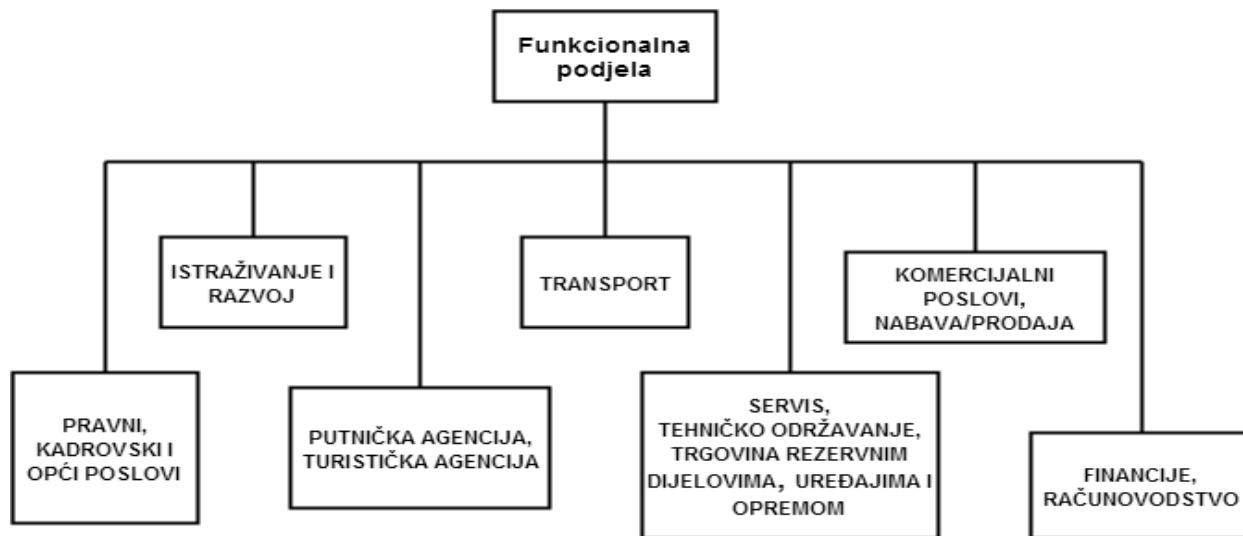 Funkcionalna
podjela
ISTRAŽIVANJE I
RAZVOJ
TRANSPORT
KOMERCIJALNI
POSLOVI,
NABAVA/PRODAJA
PRAVNI,
KADROVSKI I
OPĆI POSLOVI
PUTNIČKA AGENCIJA,
TURISTIČKA AGENCIJA
SERVIS,
TEHNIČKO ODRŽAVANJE,
TRGOVINA REZERVNIM
DIJELOVIMA, UREĐAJIMA I
OPREMOM
FINANCIJE,
RAČUNOVODSTVO